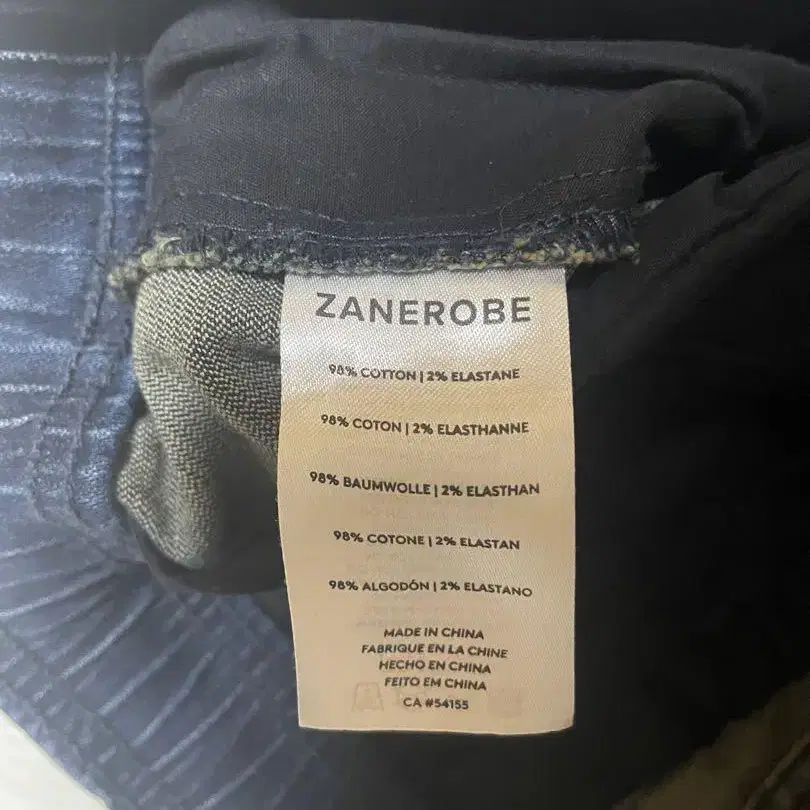 ZANEROBE
98% COTTON | 2% ELASTANE
98% COTON | 2% ELASTHANNE
98% BAUMWOLLE | 2% ELASTHAN
98% COTONE | 2% ELASTAN
98% ALGODÓN | 2% ELASTANO
MADE IN CHINA
FABRIQUE EN LA CHINE
HECHO EN CHINA
FEITO EM CHINA
CA #54155